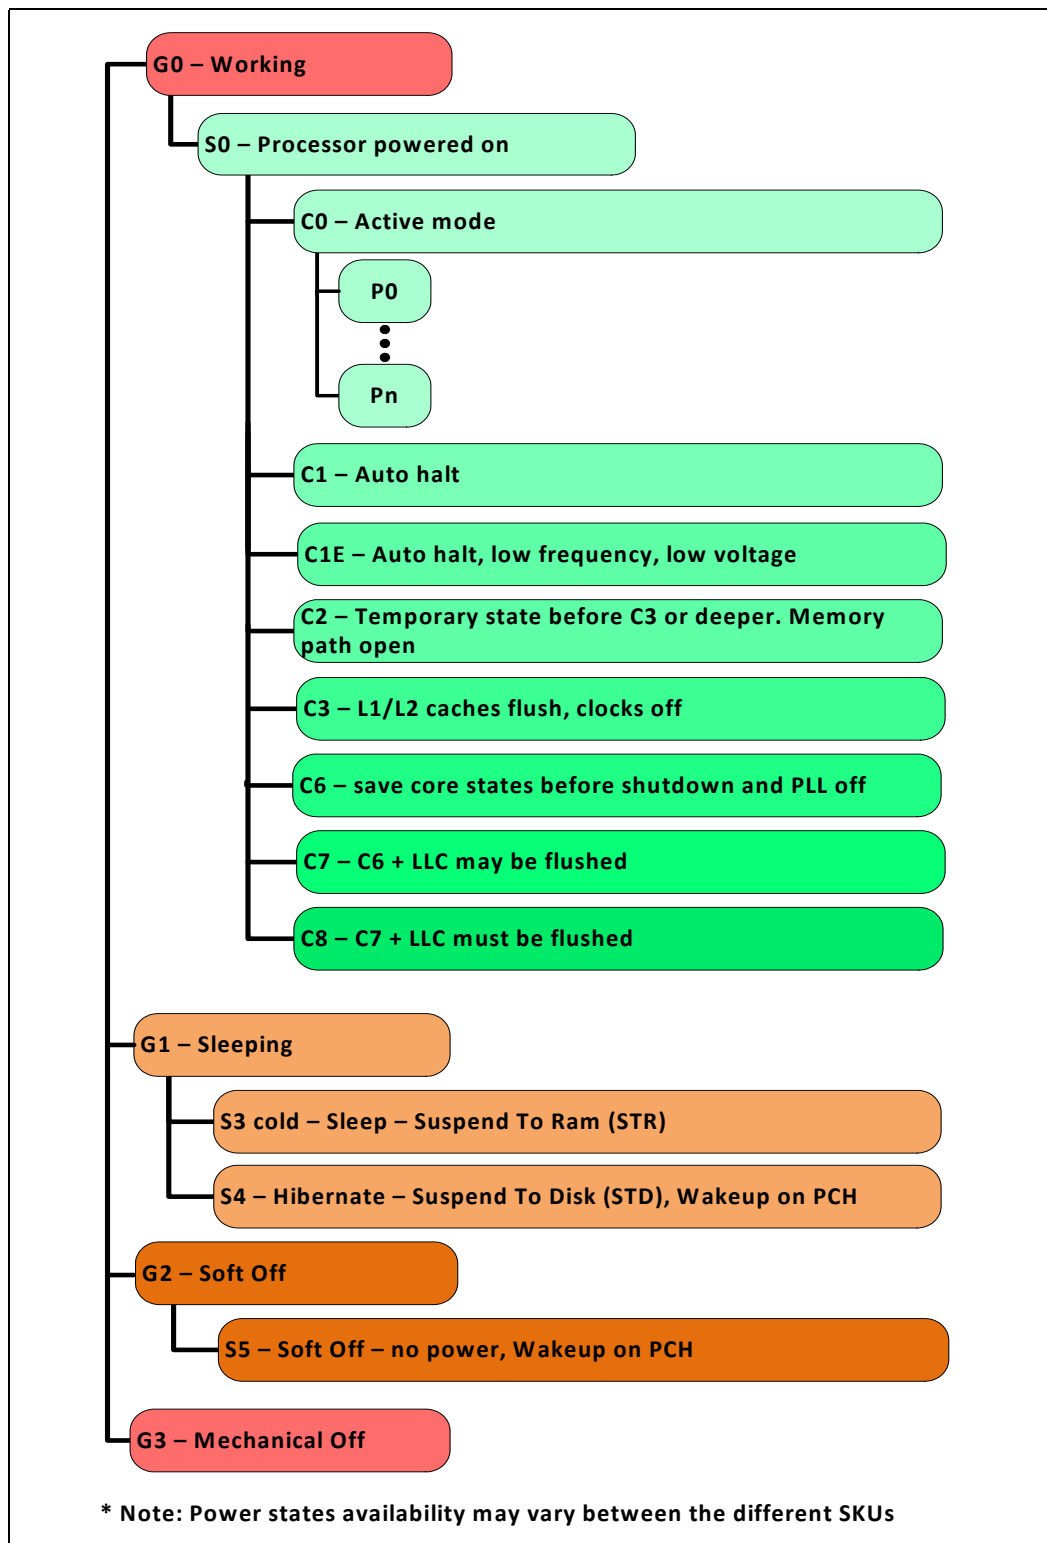 G0 – Working
S0 – Processor powered on
C0 – Active mode
P0
Pn
C1 – Auto halt
C1E – Auto halt, low frequency, low voltage
C2 – Temporary state before C3 or deeper. Memory
path open
C3 – L1/L2 caches flush, clocks off
C6 – save core states before shutdown and PLL off
C7 – C6 + LLC may be flushed
C8 – C7 + LLC must be flushed
G1 – Sleeping
S3 cold – Sleep – Suspend To Ram (STR)
S4 – Hibernate – Suspend To Disk (STD), Wakeup on PCH
G2 – Soft Off
S5 – Soft Off – no power, Wakeup on PCH
G3 – Mechanical Off
* Note: Power states availability may vary between the different SKUs